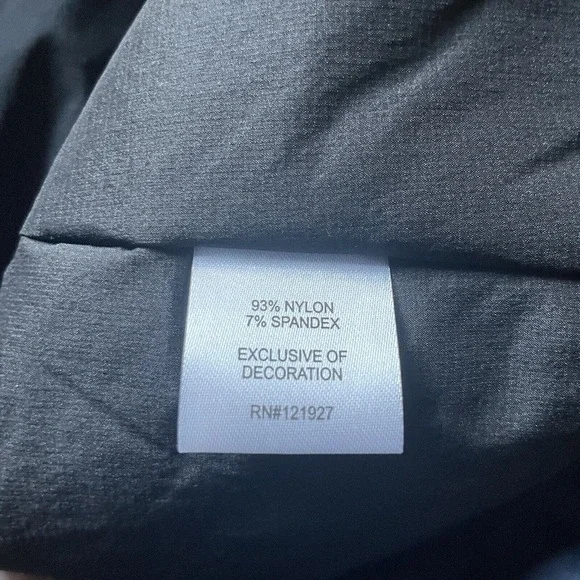 93% NYLON
7% SPANDEX
EXCLUSIVE OF
DECORATION
RN#121927